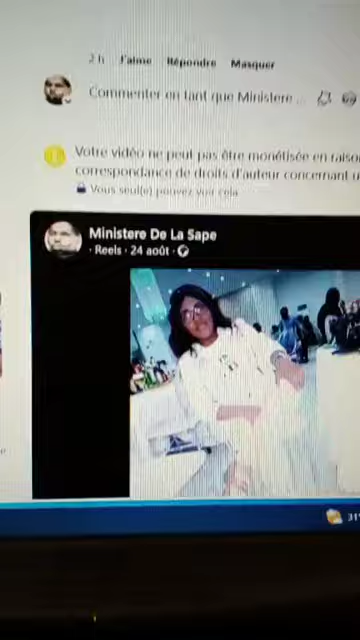 2 h J'aime Répondre Masquer
Commenter en tant que Ministere ...
Votre vidéo ne peut pas être monétisée en raiso
correspondance de droits d'auteur concernant u
Vous seul(e) pouvez voir cela
Ministere De La Sape
· Reels · 24 août ·
31°